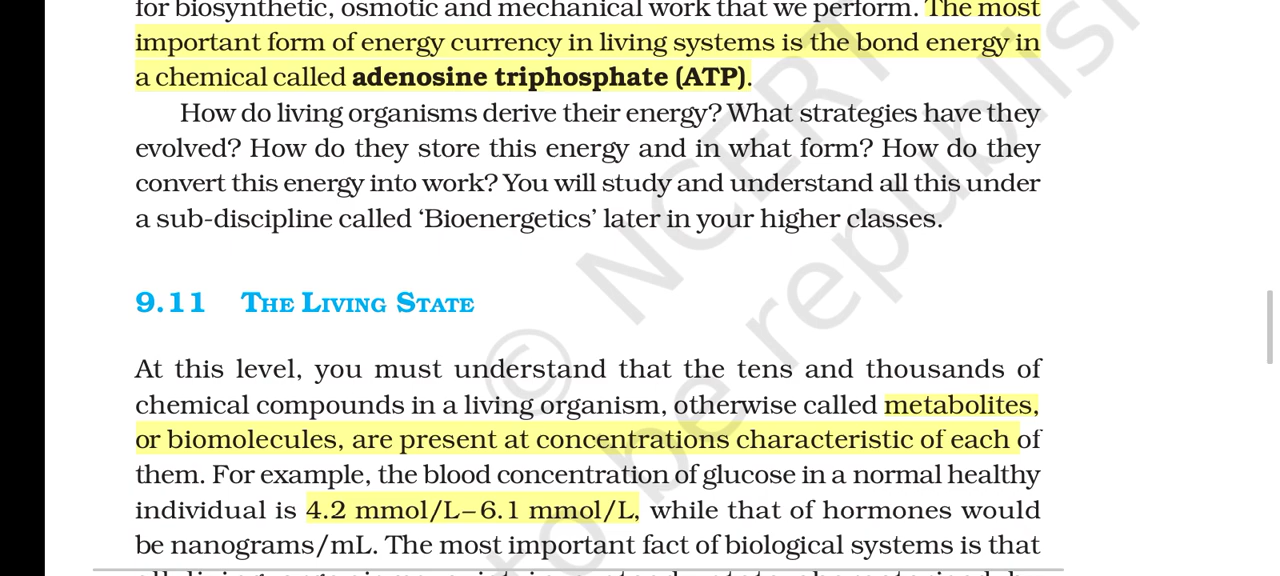 for biosynthetic, osmotic and mechanical work that we perform. The most
important form of energy currency in living systems is the bond energy in
a chemical called adenosine triphosphate (ATP).
How do living organisms derive their energy? What strategies have they
evolved? How do they store this energy and in what form? How do they
convert this energy into work? You will study and understand all this under
a sub-discipline called ‘Bioenergetics’ later in your higher classes.
9.11 The Living State
At this level, you must understand that the tens and thousands of
chemical compounds in a living organism, otherwise called metabolites,
or biomolecules, are present at concentrations characteristic of each of
them. For example, the blood concentration of glucose in a normal healthy
individual is 4.2 mmol/L–6.1 mmol/L, while that of hormones would
be nanograms/mL. The most important fact of biological systems is that
© NCERT
to be republis